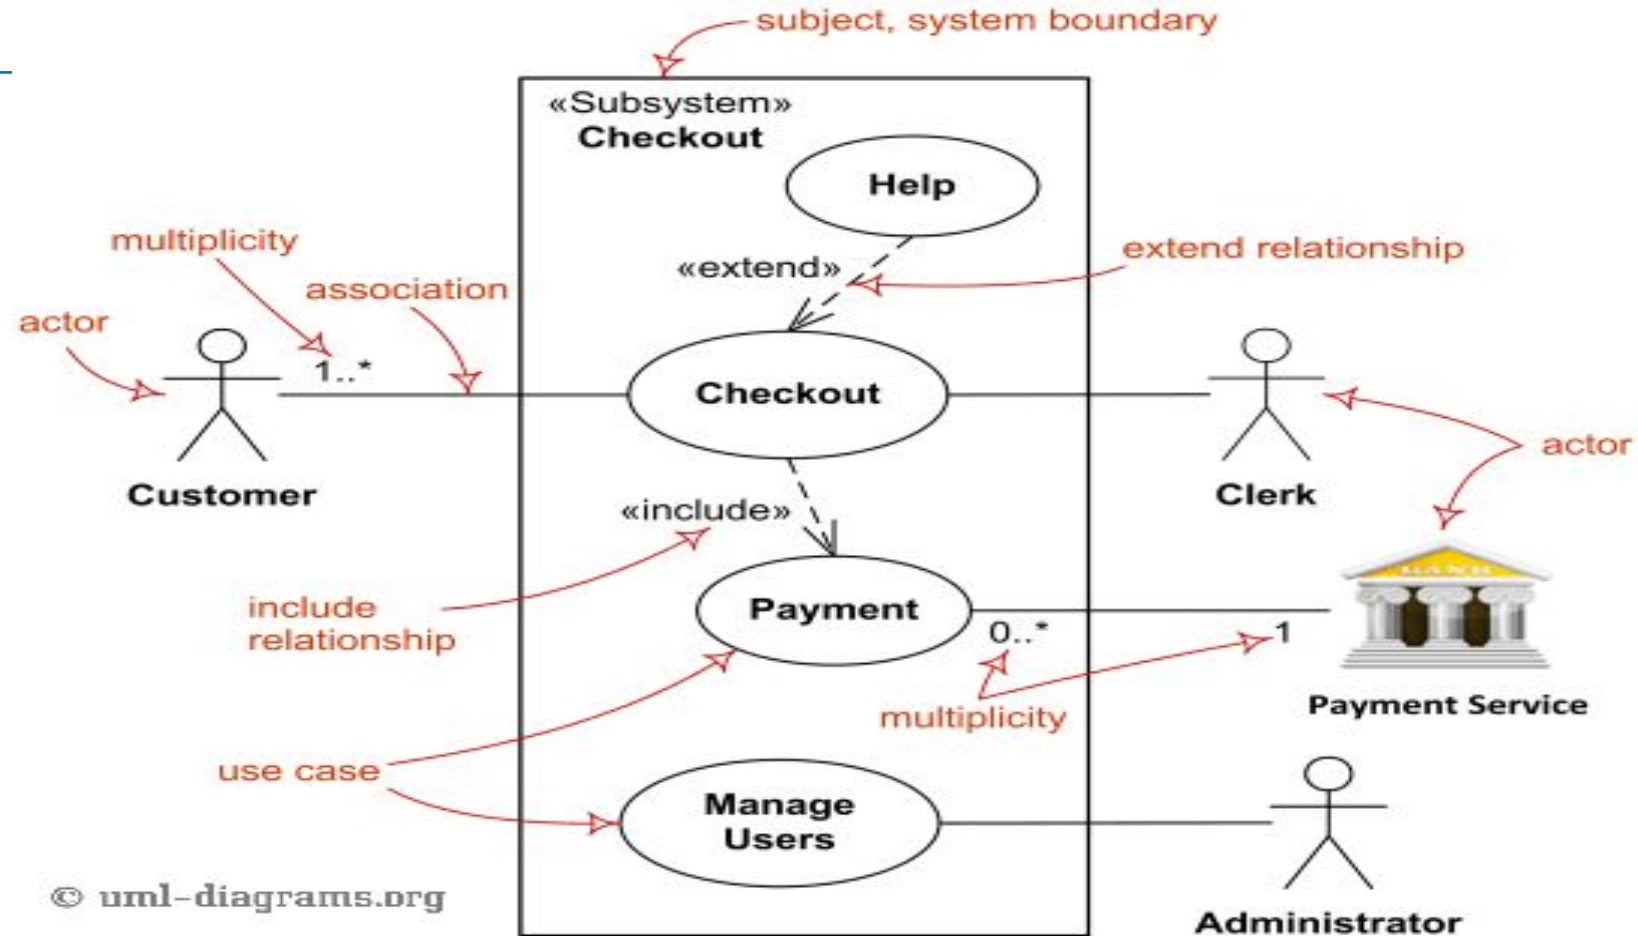 subject, system boundary
«Subsystem»
Checkout
Help
multiplicity
«extend»
extend relationship
association
actor
1..*
Checkout
actor
Customer
Clerk
«include»
BANK
include
relationship
Payment
0..*
1
Payment Service
multiplicity
use case
Manage
Users
© uml-diagrams.org
Administrator